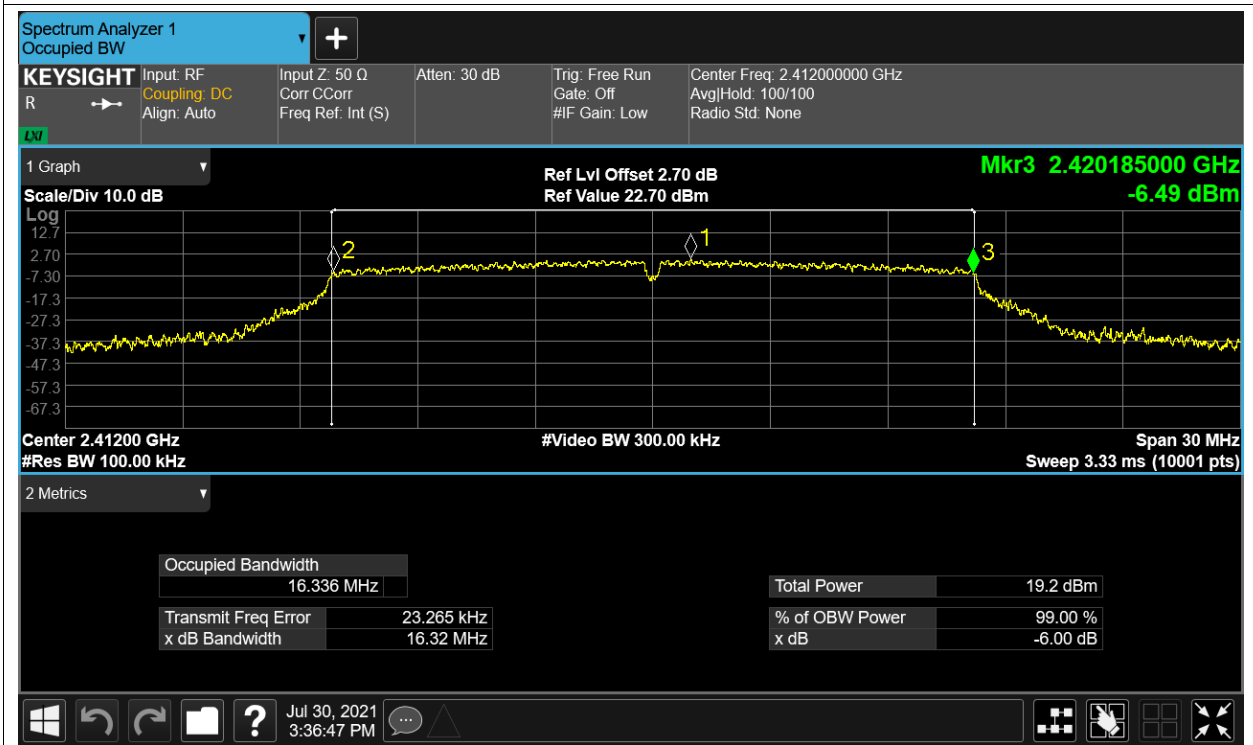 Spectrum Analyzer 1
Occupied BW
KEYSIGHT
R
LXI
Input: RF
Coupling: DC
Align: Auto
Input Z: 50 Ω
Corr CCorr
Freq Ref: Int (S)
Atten: 30 dB
Trig: Free Run
Gate: Off
#IF Gain: Low
Center Freq: 2.412000000 GHz
Avg|Hold: 100/100
Radio Std: None
1 Graph
Scale/Div 10.0 dB
Ref Lvl Offset 2.70 dB
Ref Value 22.70 dBm
Mkr3 2.420185000 GHz
-6.49 dBm
Log
12.7
2.70
-7.30
-17.3
-27.3
-37.3
-47.3
-57.3
-67.3
2
1
3
Center 2.41200 GHz
#Video BW 300.00 kHz
Span 30 MHz
#Res BW 100.00 kHz
Sweep 3.33 ms (10001 pts)
2 Metrics
Occupied Bandwidth
16.336 MHz
Transmit Freq Error 23.265 kHz
x dB Bandwidth 16.32 MHz
Total Power 19.2 dBm
% of OBW Power 99.00 %
x dB -6.00 dB
?
Jul 30, 2021
3:36:47 PM